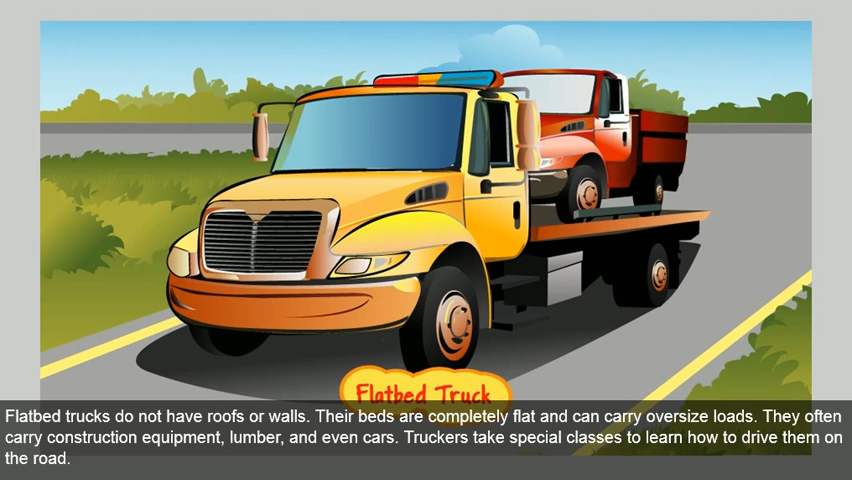 Flatbed Truck
Flatbed trucks do not have roofs or walls. Their beds are completely flat and can carry oversize loads. They often
carry construction equipment, lumber, and even cars. Truckers take special classes to learn how to drive them on
the road.